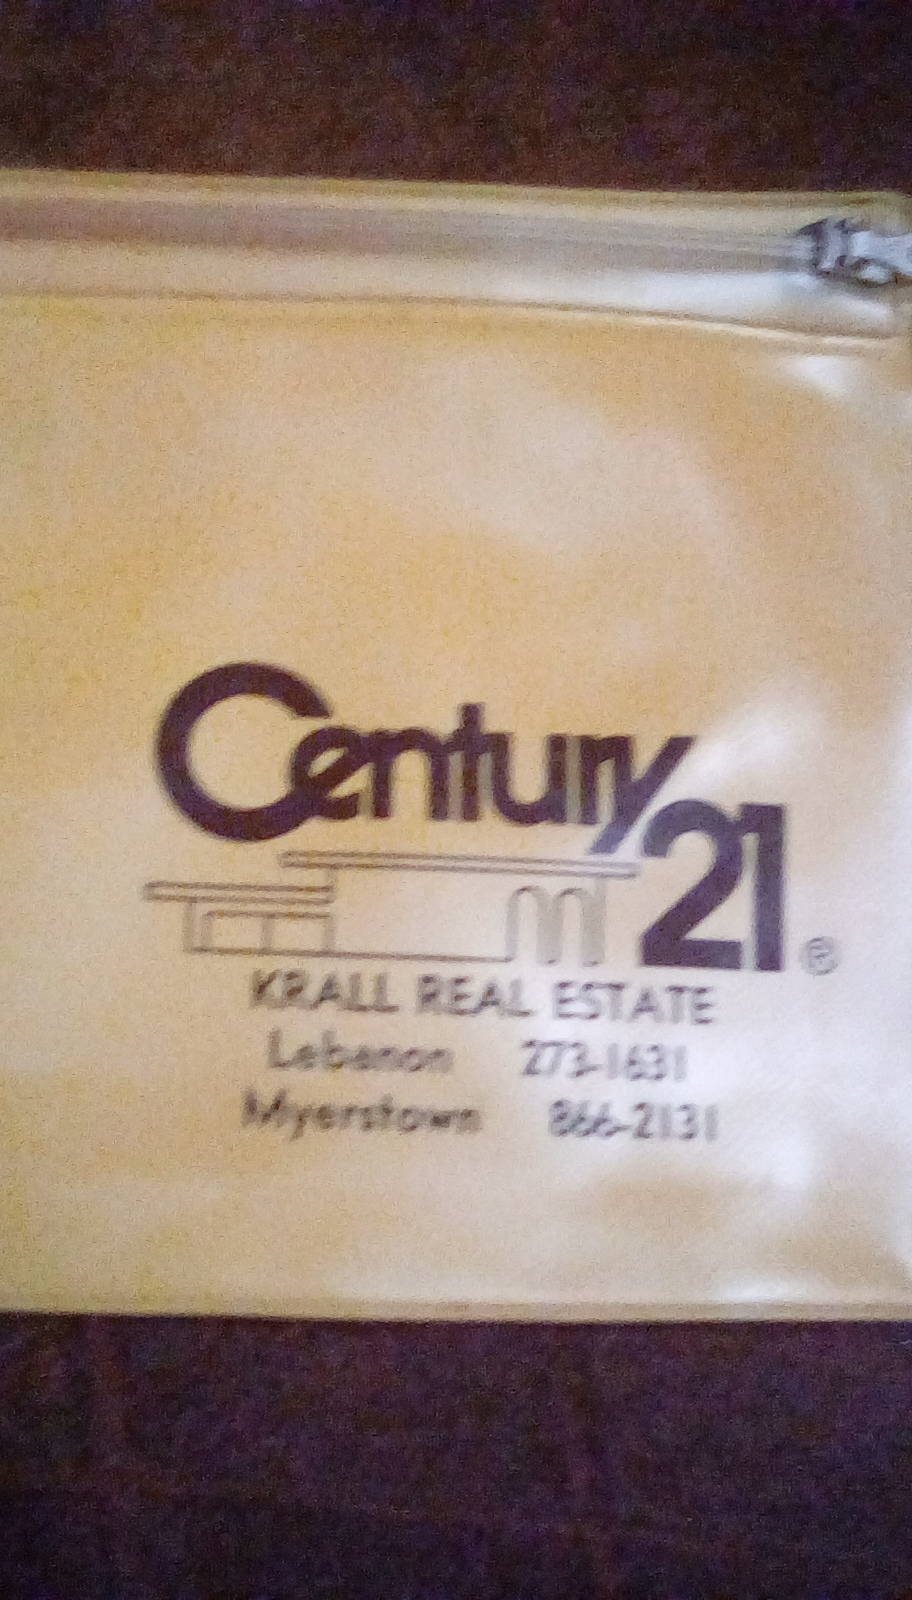 Century
21®
KRALL REAL ESTATE
Lebanon 273-1631
Myerstown 866-2131